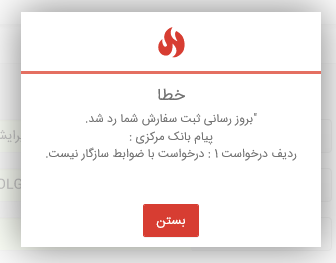 خطا
"بروز رسانی ثبت سفارش شما رد شد.
پیام بانک مرکزی :
ردیف درخواست 1 : درخواست با ضوابط سازگار نیست.
بستن